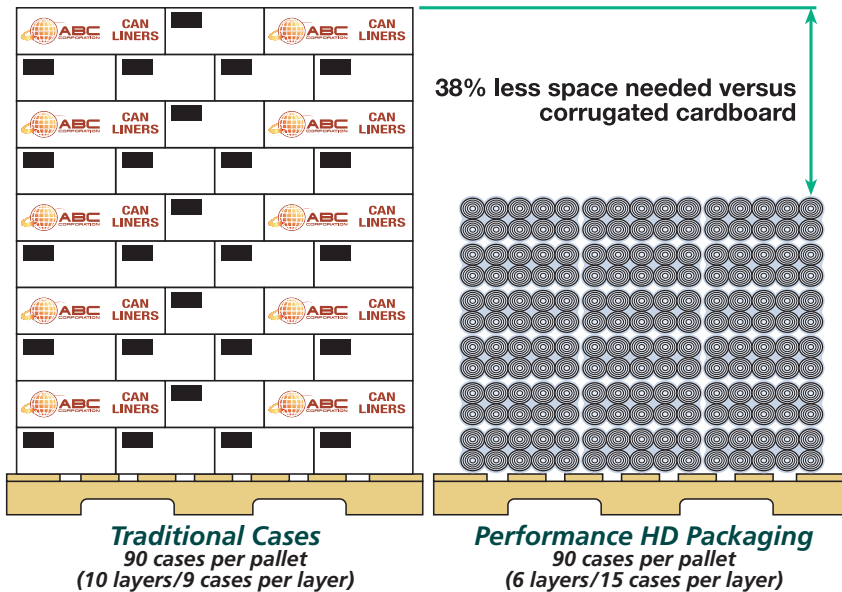 ABC
CORPORATION
CAN
LINERS
ABC
CORPORATION
CAN
LINERS
ABC
CORPORATION
CAN
LINERS
ABC
CORPORATION
CAN
LINERS
ABC
CORPORATION
CAN
LINERS
ABC
CORPORATION
CAN
LINERS
ABC
CORPORATION
CAN
LINERS
ABC
CORPORATION
CAN
LINERS
ABC
CORPORATION
CAN
LINERS
ABC
CORPORATION
CAN
LINERS
38% less space needed versus
corrugated cardboard
Traditional Cases
90 cases per pallet
(10 layers/9 cases per layer)
Performance HD Packaging
90 cases per pallet
(6 layers/15 cases per layer)